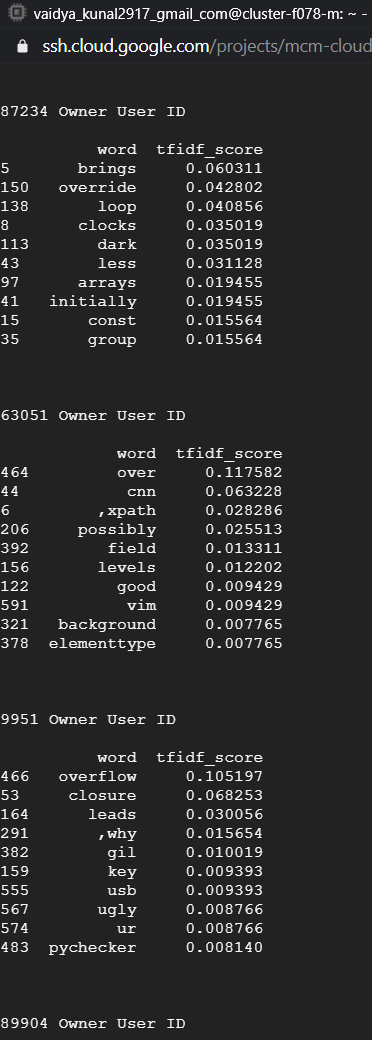 vaidya_kunal2917_gmail_com@cluster-f078-m: ~ -
ssh.cloud.google.com/projects/mcm-cloud
87234 Owner User ID
word tfidf_score
5 brings 0.060311
150 override 0.042802
138 loop 0.040856
8 clocks 0.035019
113 dark 0.035019
43 less 0.031128
97 arrays 0.019455
41 initially 0.019455
15 const 0.015564
35 group 0.015564
63051 Owner User ID
word tfidf_score
464 over 0.117582
44 cnn 0.063228
6 ,xpath 0.028286
206 possibly 0.025513
392 field 0.013311
156 levels 0.012202
122 good 0.009429
591 vim 0.009429
321 background 0.007765
378 elementtype 0.007765
9951 Owner User ID
word tfidf_score
466 overflow 0.105197
53 closure 0.068253
164 leads 0.030056
291 ,why 0.015654
382 gil 0.010019
159 key 0.009393
555 usb 0.009393
567 ugly 0.008766
574 ur 0.008766
483 pychecker 0.008140
89904 Owner User ID